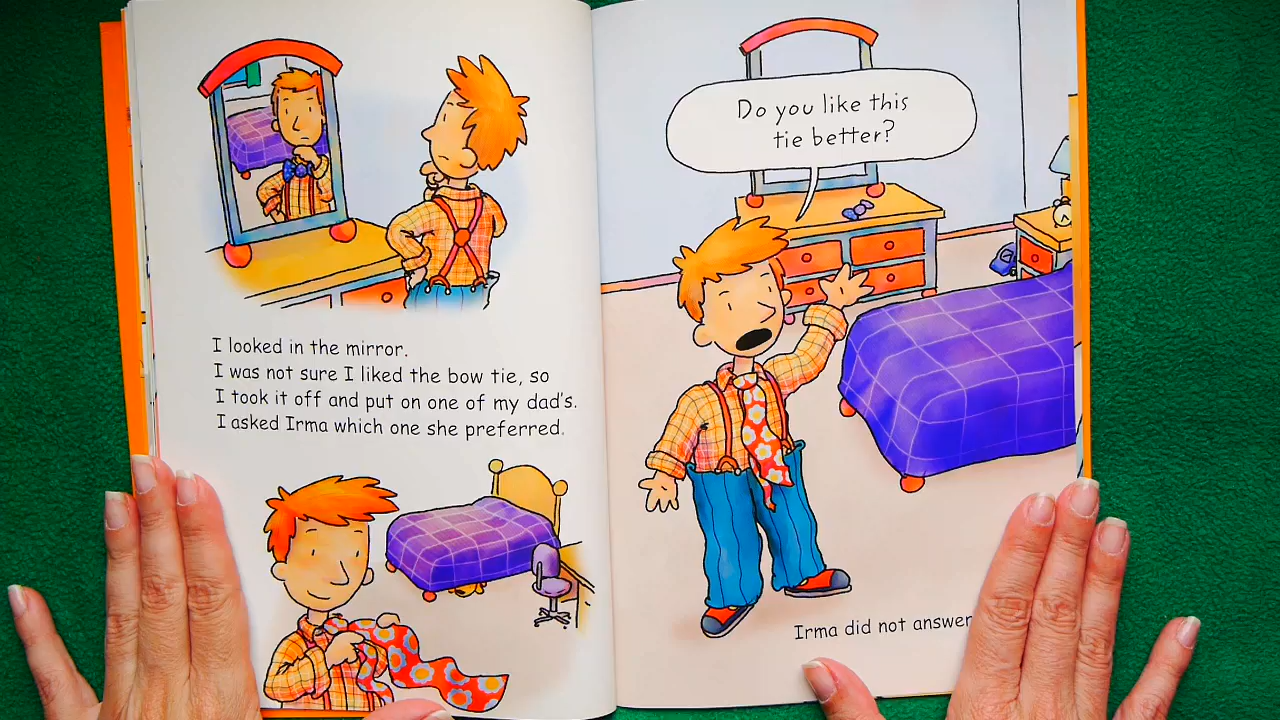 I looked in the mirror.
I was not sure I liked the bow tie, so
I took it off and put on one of my dad's.
I asked Irma which one she preferred.
Do you like this
tie better?
Irma did not answer